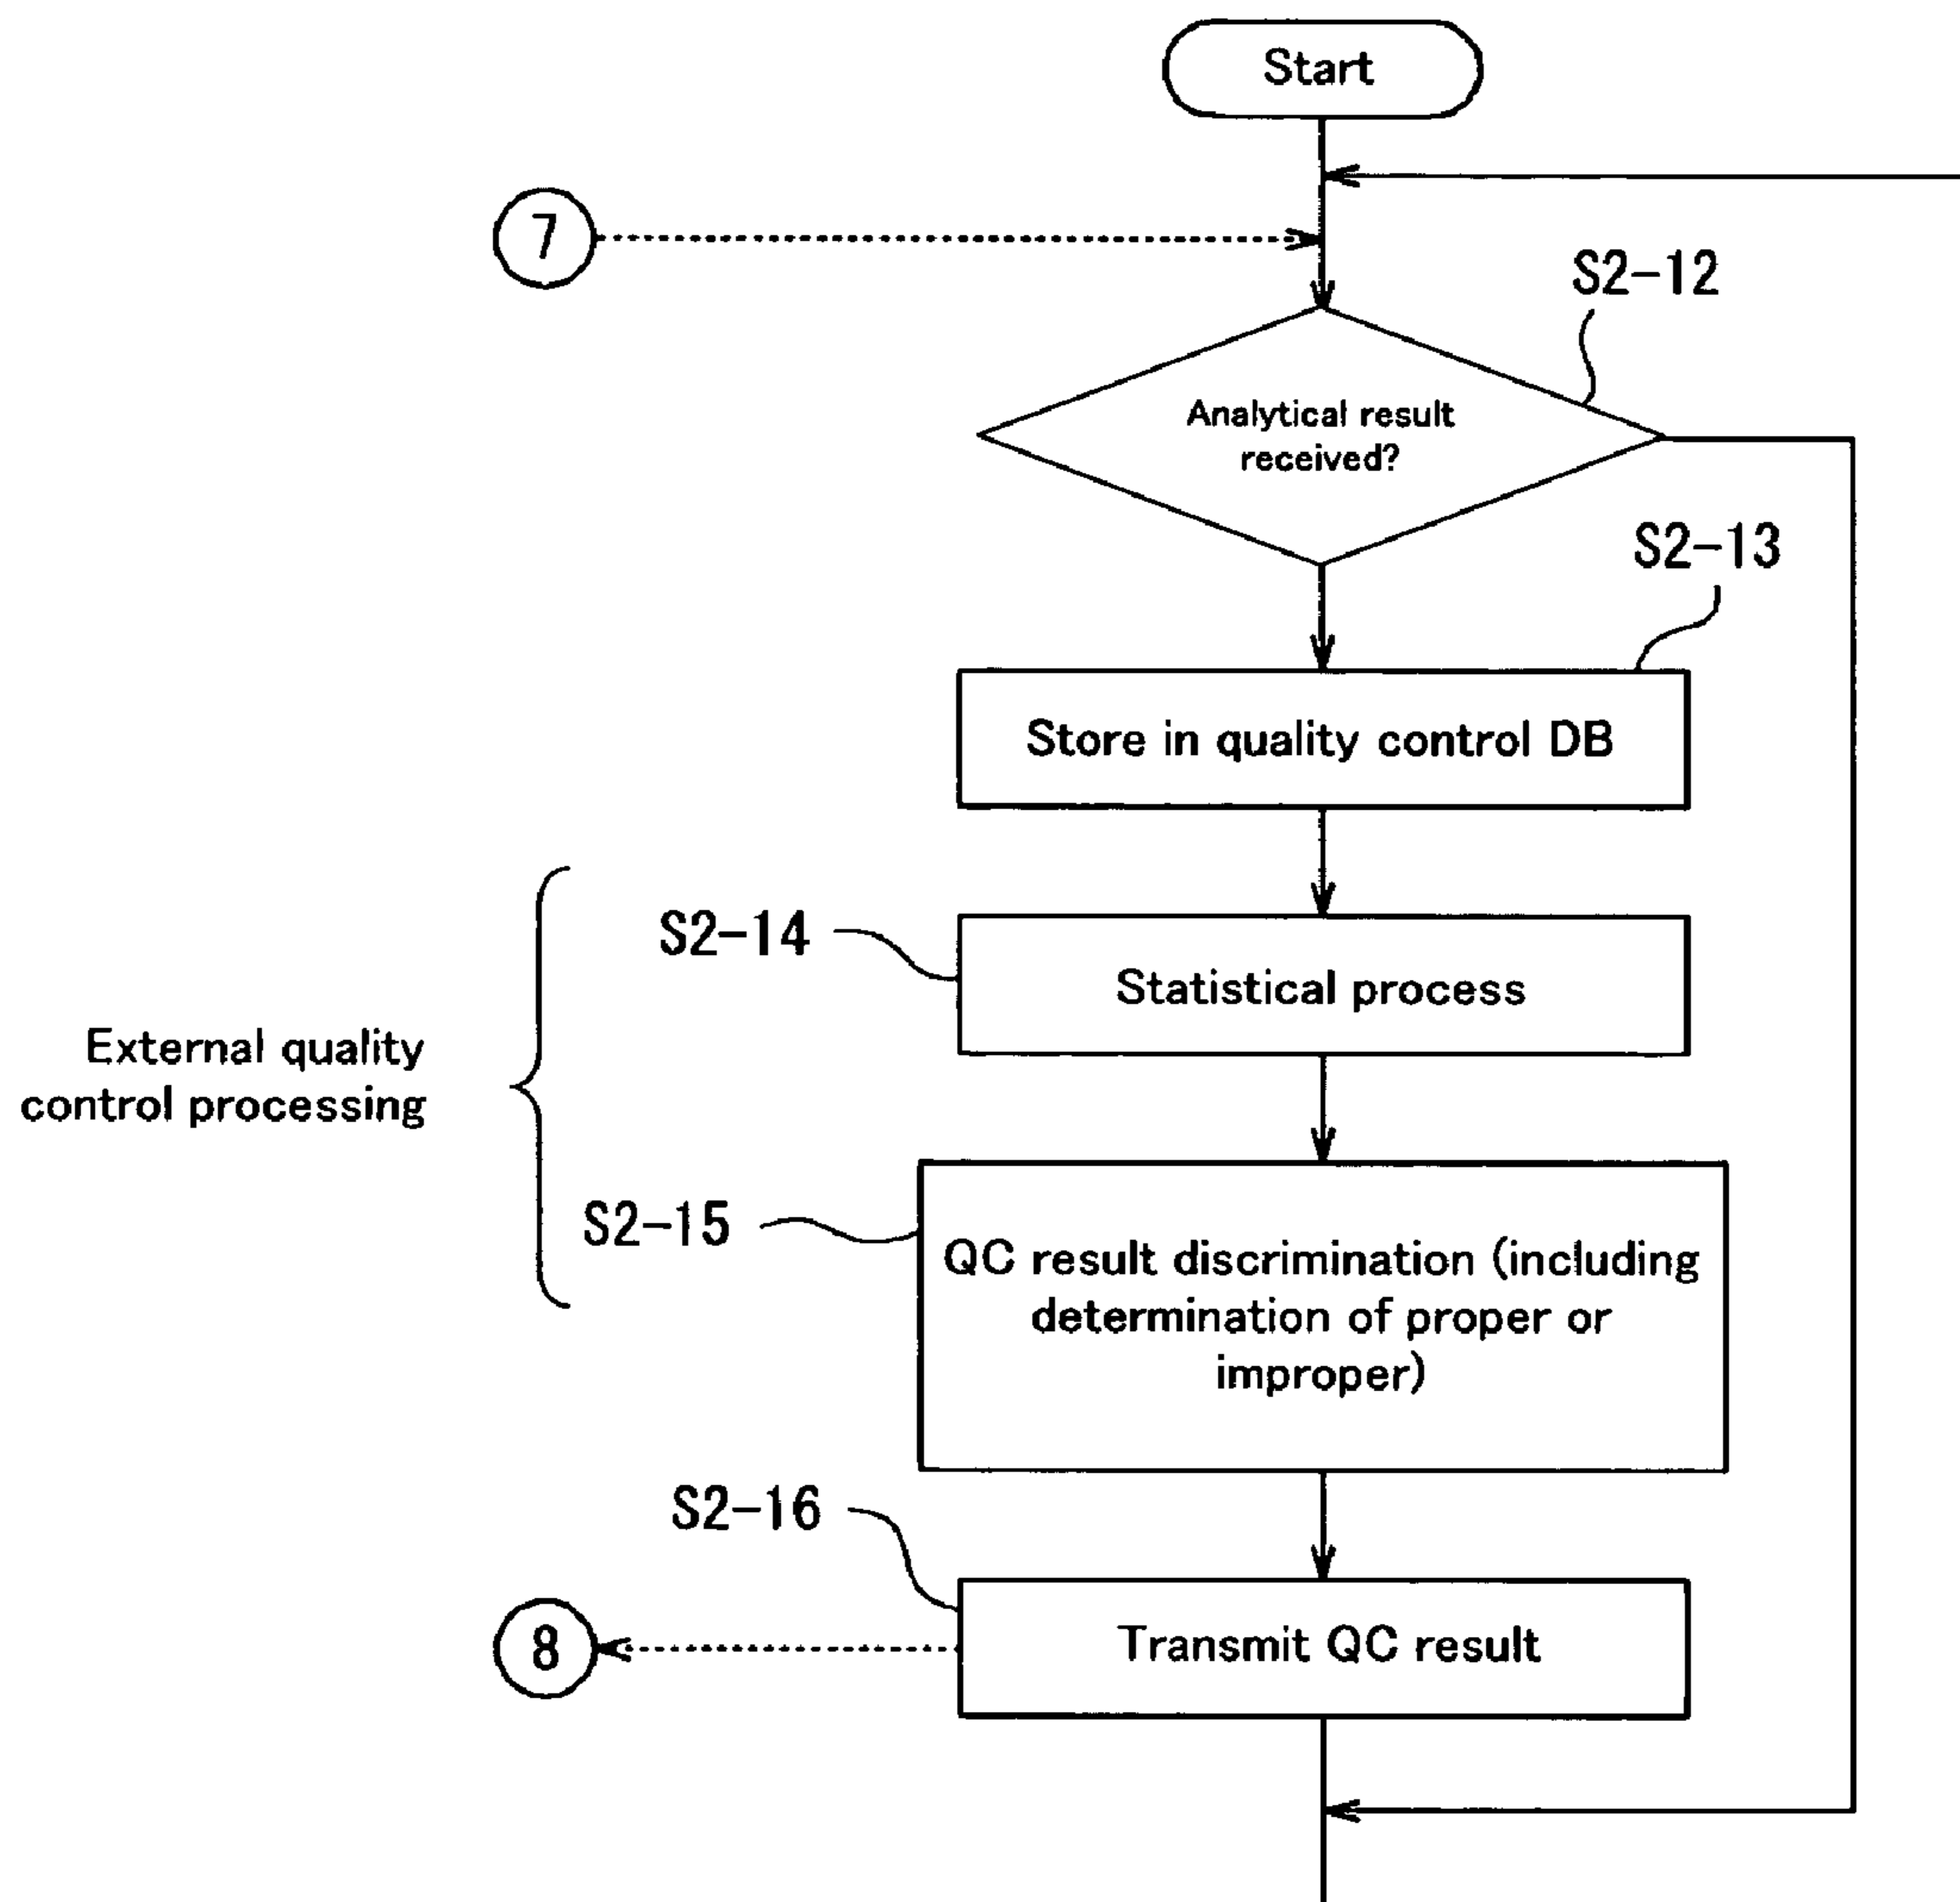 Start
7
S2-12
Analytical result
received?
S2-13
Store in quality control DB
S2-14
Statistical process
External quality
control processing
S2-15
QC result discrimination (including
determination of proper or
improper)
S2-16
Transmit QC result
8